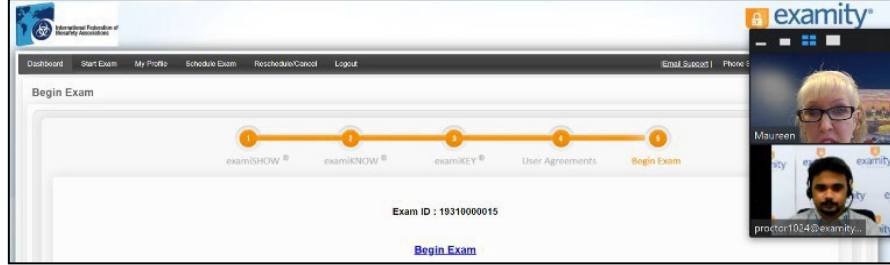 International Federation of
Biosafety Associations
examity®
Dashboard Start Exam My Profile Schedule Exam Reschedule/Cancel Logout |Email Support | Phone S
Begin Exam
1 2 3 4 5
examiSHOW ® examiKNOW ® examiKEY ® User Agreements Begin Exam
Exam ID : 19310000015
Begin Exam
Maureen
examity
proctor1024@examity...